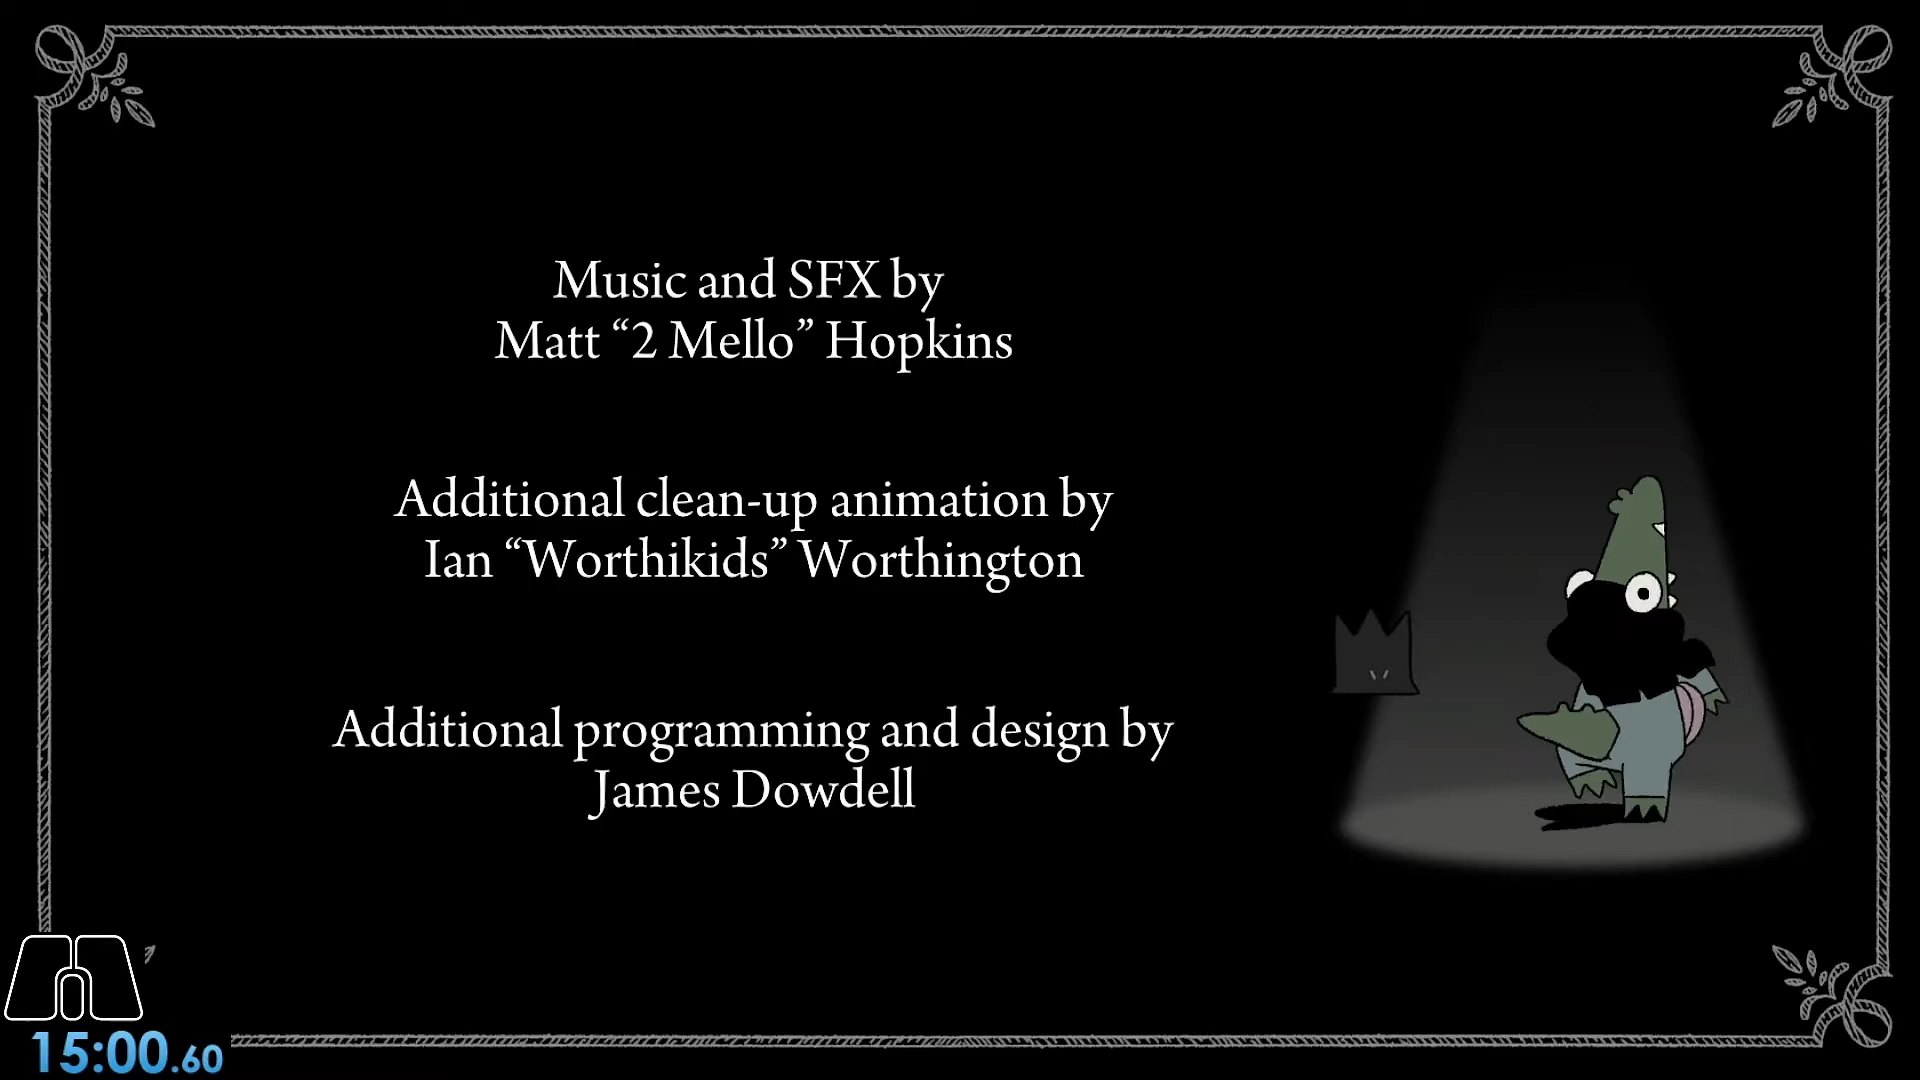 Music and SFX by
Matt “2 Mello” Hopkins
Additional clean-up animation by
Ian “Worthikids” Worthington
Additional programming and design by
James Dowdell
15:00.60